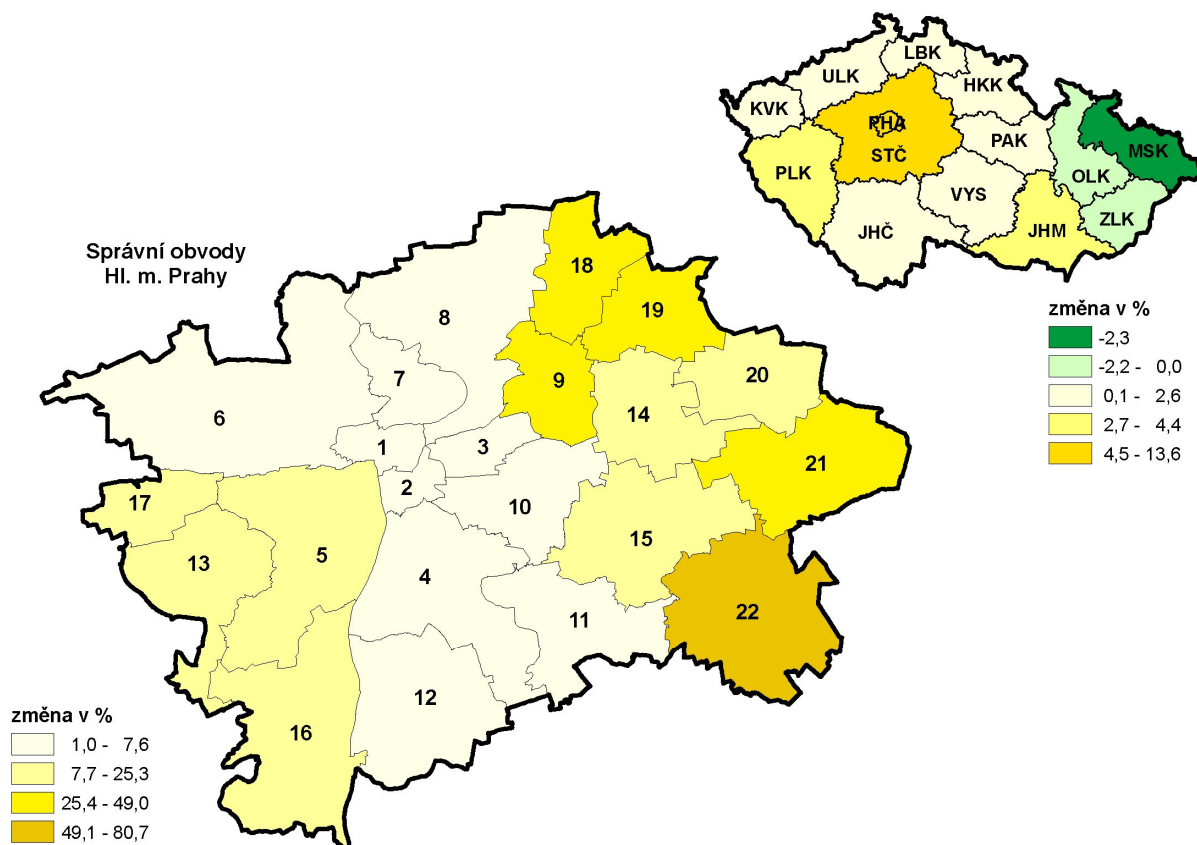 LBK
ULK
HKK
KVK
PHA
PAK
MSK
STČ
PLK
OLK
VYS
ZLK
JHČ
JHM
změna v %
-2,3
-2,2 - 0,0
0,1 - 2,6
2,7 - 4,4
4,5 - 13,6
Správní obvody
Hl. m. Prahy
18
19
8
20
7
9
6
14
1
3
21
2
17
10
15
5
13
4
22
11
12
16
změna v %
1,0 - 7,6
7,7 - 25,3
25,4 - 49,0
49,1 - 80,7